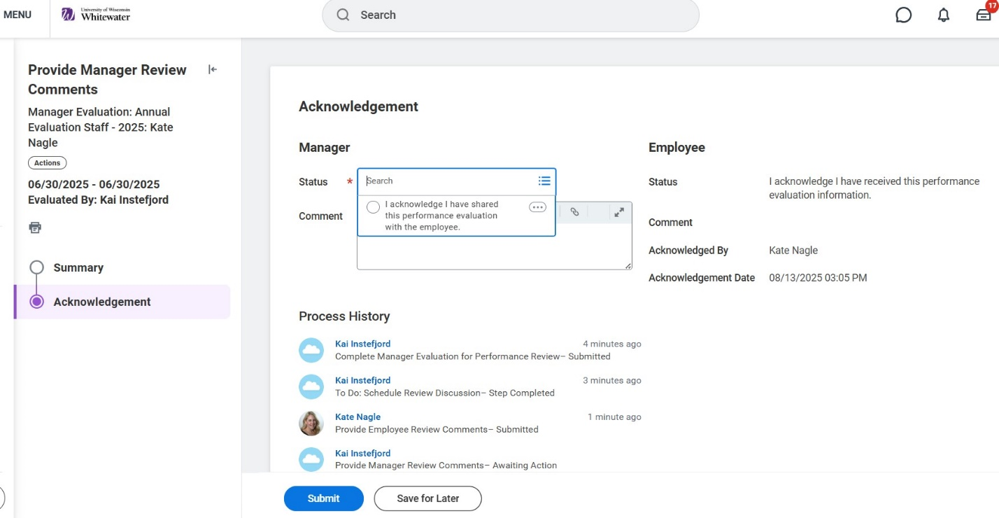 MENU
University of Wisconsin
Whitewater
Search
17
Provide Manager Review
Comments
Manager Evaluation: Annual
Evaluation Staff - 2025: Kate
Nagle
Actions
06/30/2025 - 06/30/2025
Evaluated By: Kai Instefjord
Summary
Acknowledgement
Acknowledgement
Manager
Status *
Search
I acknowledge I have shared
this performance evaluation
with the employee.
Comment
Employee
Status
I acknowledge I have received this performance
evaluation information.
Comment
Acknowledged By Kate Nagle
Acknowledgement Date 08/13/2025 03:05 PM
Process History
Kai Instefjord 4 minutes ago
Complete Manager Evaluation for Performance Review– Submitted
Kai Instefjord 3 minutes ago
To Do: Schedule Review Discussion– Step Completed
Kate Nagle 1 minute ago
Provide Employee Review Comments– Submitted
Kai Instefjord
Provide Manager Review Comments– Awaiting Action
Submit Save for Later